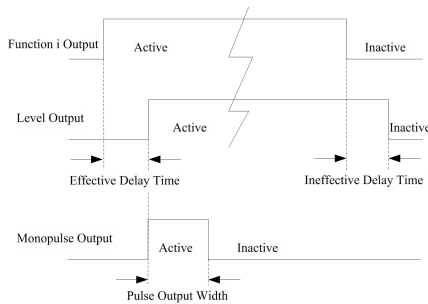 Function i Output
Active
Inactive
Level Output
Active
Inactive
Effective Delay Time
Ineffective Delay Time
Monopulse Output
Active
Inactive
Pulse Output Width